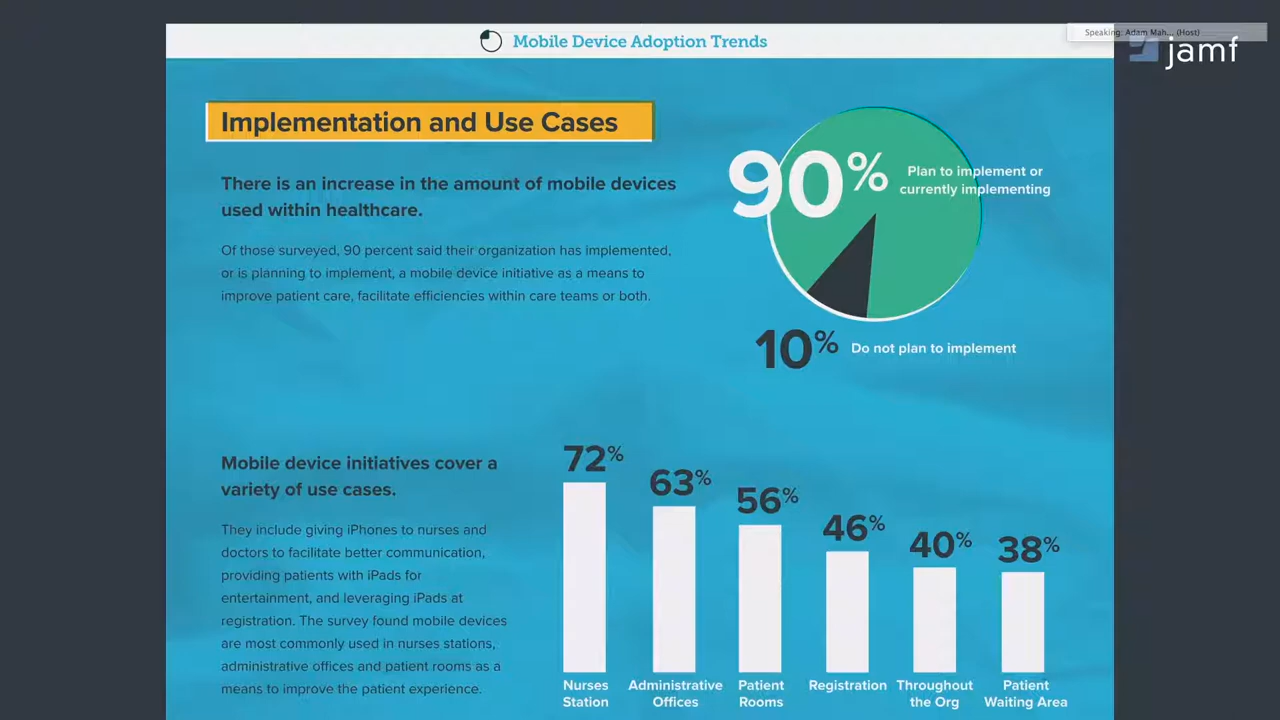 Mobile Device Adoption Trends
Speaking: Adam Mah... (Host)
jamf
Implementation and Use Cases
There is an increase in the amount of mobile devices
used within healthcare.
Of those surveyed, 90 percent said their organization has implemented,
or is planning to implement, a mobile device initiative as a means to
improve patient care, facilitate efficiencies within care teams or both.
90%
Plan to implement or
currently implementing
10%
Do not plan to implement
Mobile device initiatives cover a
variety of use cases.
They include giving iPhones to nurses and
doctors to facilitate better communication,
providing patients with iPads for
entertainment, and leveraging iPads at
registration. The survey found mobile devices
are most commonly used in nurses stations,
administrative offices and patient rooms as a
means to improve the patient experience.
72%
63%
56%
46%
40%
38%
Nurses
Station
Administrative
Offices
Patient
Rooms
Registration
Throughout
the Org
Patient
Waiting Area